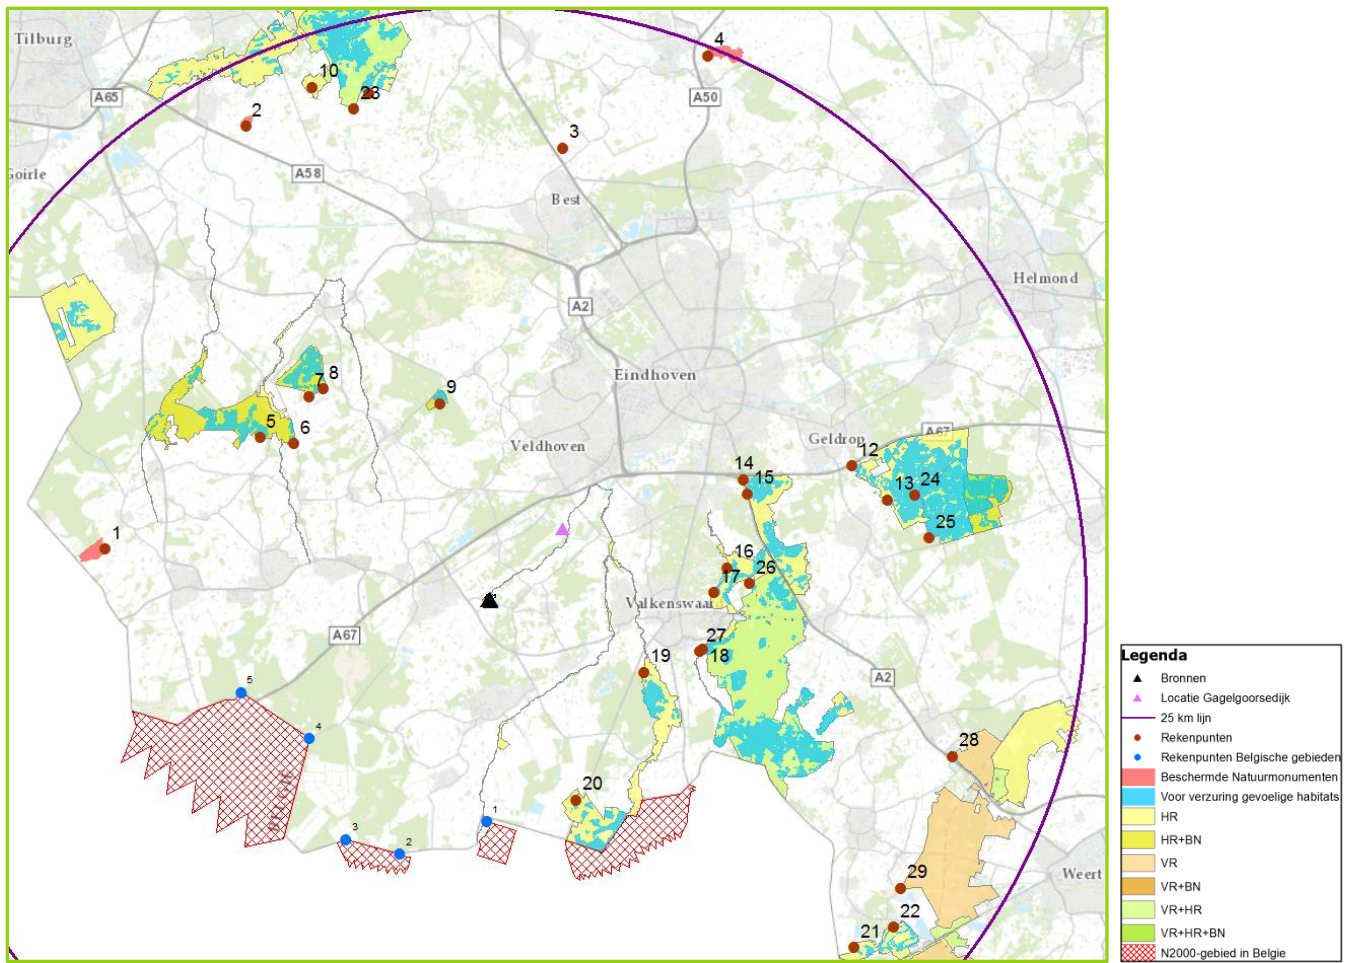 Tilburg
4
10
A65
23
A50
2
3
Goirle
A58
Best
Helmond
A2
Eindhoven
7 8
9
5
6
Veldhoven
Geldrop
A67
12
14
15
13 24
25
1
16
17 26
Valkenswaar
A67
27
18
19
A2
5
4
28
20
1
3
2
29
Weert
22
21
Legenda
Bronnen
Locatie Gagelgoorsedijk
25 km lijn
Rekenpunten
Rekenpunten Belgische gebieden
Beschermde Natuurmonumenten
Voor verzuring gevoelige habitats
HR
HR+BN
VR
VR+BN
VR+HR
VR+HR+BN
N2000-gebied in Belgie